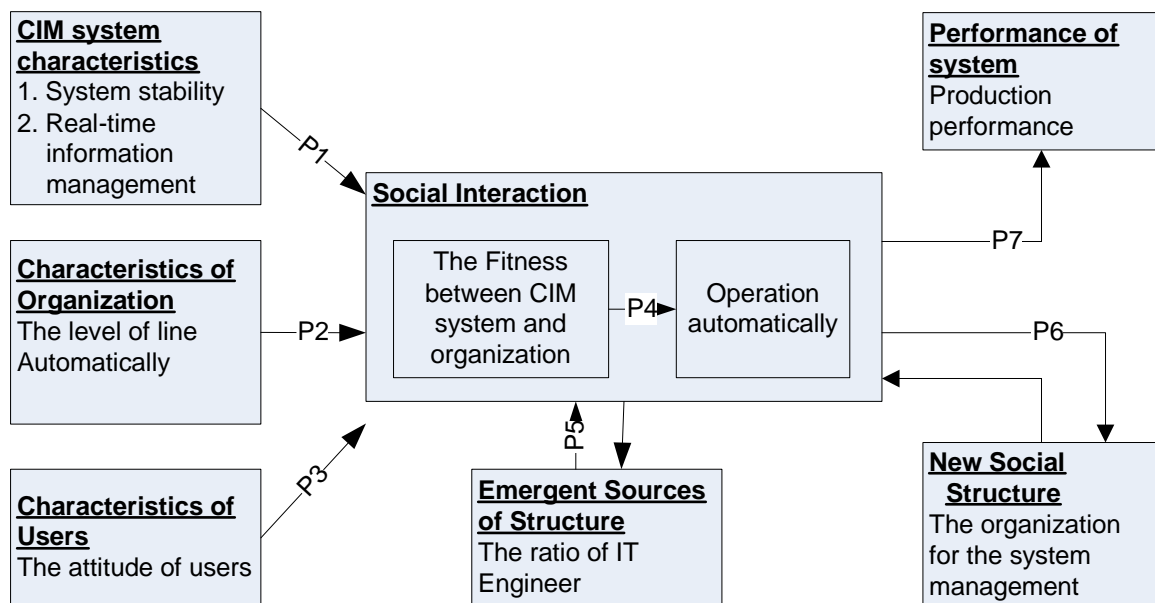 CIM system
characteristics
1. System stability
2. Real-time
information
management
P1
Characteristics of
Organization
The level of line
Automatically
P2
Characteristics of
Users
The attitude of users
P3
Social Interaction
The Fitness
between CIM
system and
organization
P4
Operation
automatically
P5
Emergent Sources
of Structure
The ratio of IT
Engineer
Performance of
system
Production
performance
P7
P6
New Social
Structure
The organization
for the system
management